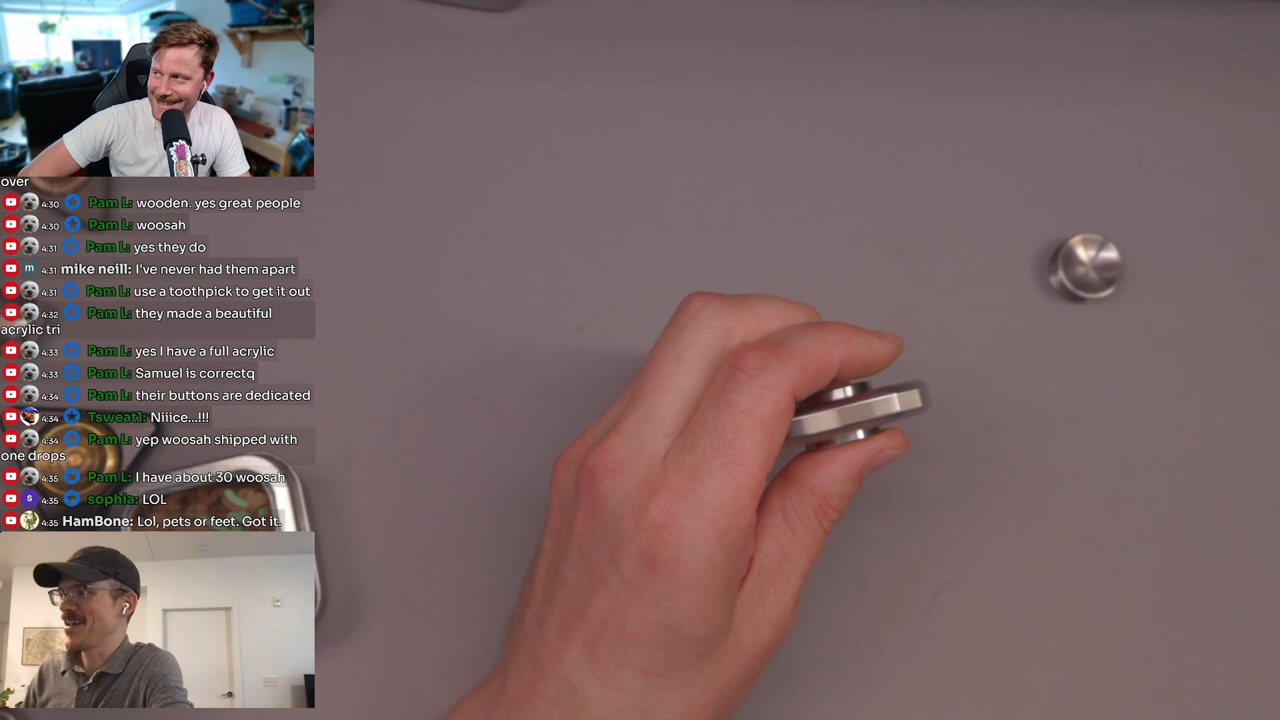 over
4:30 Pam L: wooden. yes great people
4:30 Pam L: woosah
4:31 Pam L: yes they do
m 4:31 mike neill: I've never had them apart
4:31 Pam L: use a toothpick to get it out
4:32 Pam L: they made a beautiful
acrylic tri
4:33 Pam L: yes I have a full acrylic
4:33 Pam L: Samuel is correctq
4:34 Pam L: their buttons are dedicated
4:34 Tsweat1: Niiice...!!!
4:34 Pam L: yep woosah shipped with
one drops
4:35 Pam L: I have about 30 woosah
S 4:35 sophia: LOL
4:35 HamBone: Lol, pets or feet. Got it.